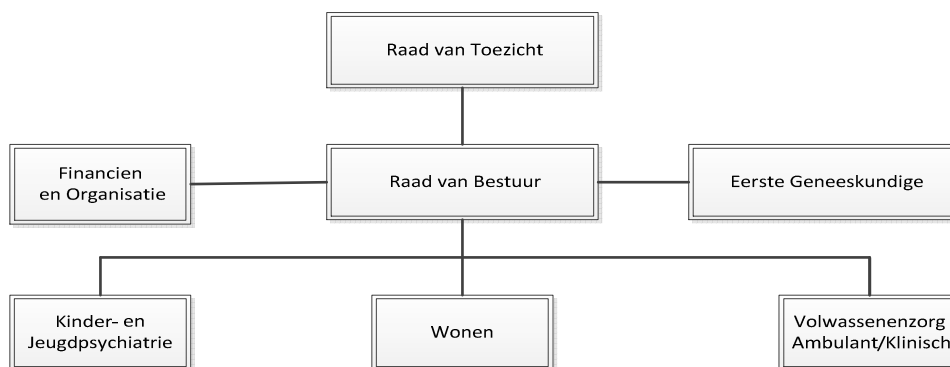 Raad van Toezicht
Financien
en Organisatie
Raad van Bestuur
Eerste Geneeskundige
Kinder- en
Jeugdpsychiatrie
Wonen
Volwassenenzorg
Ambulant/Klinisch